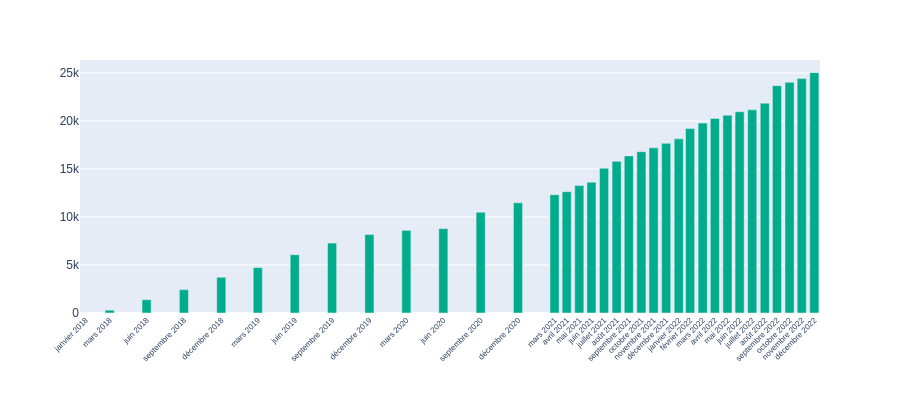 25k
20k
15k
10k
5k
0
janvier 2018
mars 2018
juin 2018
septembre 2018
décembre 2018
mars 2019
juin 2019
septembre 2019
décembre 2019
mars 2020
juin 2020
septembre 2020
décembre 2020
mars 2021
avril 2021
mai 2021
juin 2021
juillet 2021
août 2021
septembre 2021
octobre 2021
novembre 2021
décembre 2021
janvier 2022
février 2022
mars 2022
avril 2022
mai 2022
juin 2022
juillet 2022
août 2022
septembre 2022
octobre 2022
novembre 2022
décembre 2022